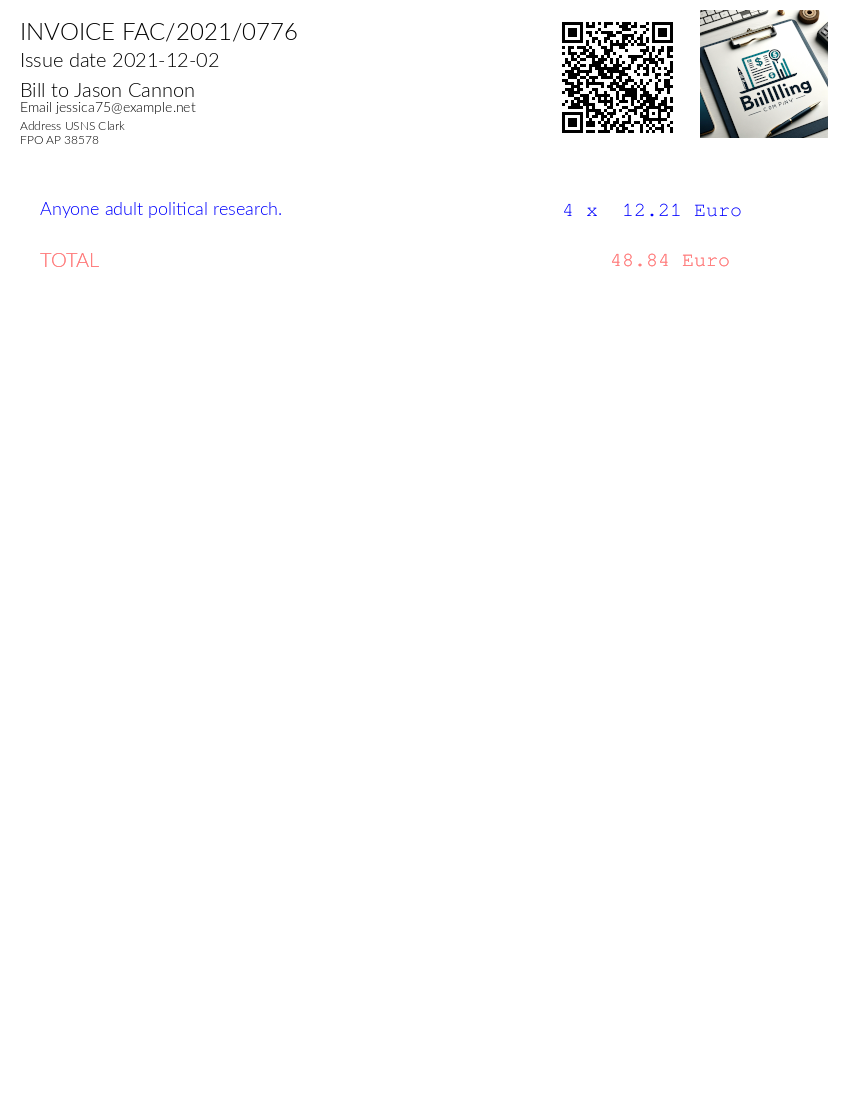 INVOICE FAC/2021/0776
Issue date 2021-12-02
Bill to Jason Cannon
Email jessica75@example.net
Address USNS Clark
FPO AP 38578
Biilllling
COMPANY
Anyone adult political research. 4 x 12.21 Euro
TOTAL 48.84 Euro